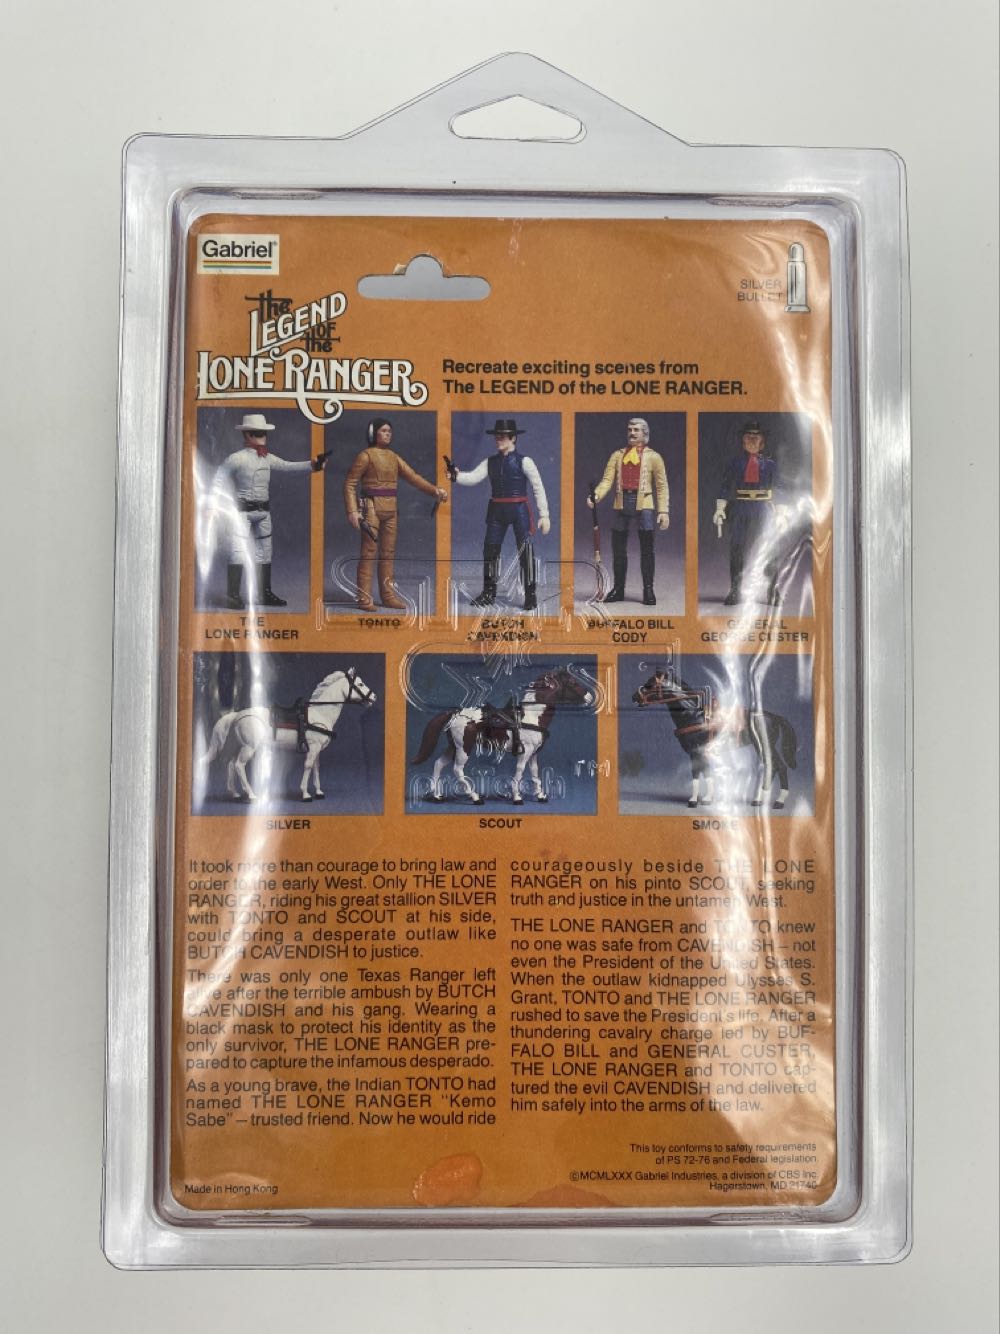 Gabriel®
SILVER
BULLET
the
LEGEND
OF
the
LONE RANGER
Recreate exciting scenes from
The LEGEND of the LONE RANGER.
THE
LONE RANGER
TONTO
BUTCH
CAVENDISH
BUFFALO BILL
CODY
GENERAL
GEORGE CUSTER
STAR
CASE
by
proTech™
SILVER
SCOUT
SMOKE
It took more than courage to bring law and
order to the early West. Only THE LONE
RANGER, riding his great stallion SILVER
with TONTO and SCOUT at his side,
could bring a desperate outlaw like
BUTCH CAVENDISH to justice.
There was only one Texas Ranger left
alive after the terrible ambush by BUTCH
CAVENDISH and his gang. Wearing a
black mask to protect his identity as the
only survivor, THE LONE RANGER pre-
pared to capture the infamous desperado.
As a young brave, the Indian TONTO had
named THE LONE RANGER "Kemo
Sabe" – trusted friend. Now he would ride
courageously beside THE LONE
RANGER on his pinto SCOUT, seeking
truth and justice in the untamed West.
THE LONE RANGER and TONTO knew
no one was safe from CAVENDISH – not
even the President of the United States.
When the outlaw kidnapped Ulysses S.
Grant, TONTO and THE LONE RANGER
rushed to save the President's life. After a
thundering cavalry charge led by BUF-
FALO BILL and GENERAL CUSTER,
THE LONE RANGER and TONTO cap-
tured the evil CAVENDISH and delivered
him safely into the arms of the law.
This toy conforms to safety requirements
of PS 72-76 and Federal legislation.
©MCMLXXX Gabriel Industries, a division of CBS Inc.
Hagerstown, MD 21740
Made in Hong Kong